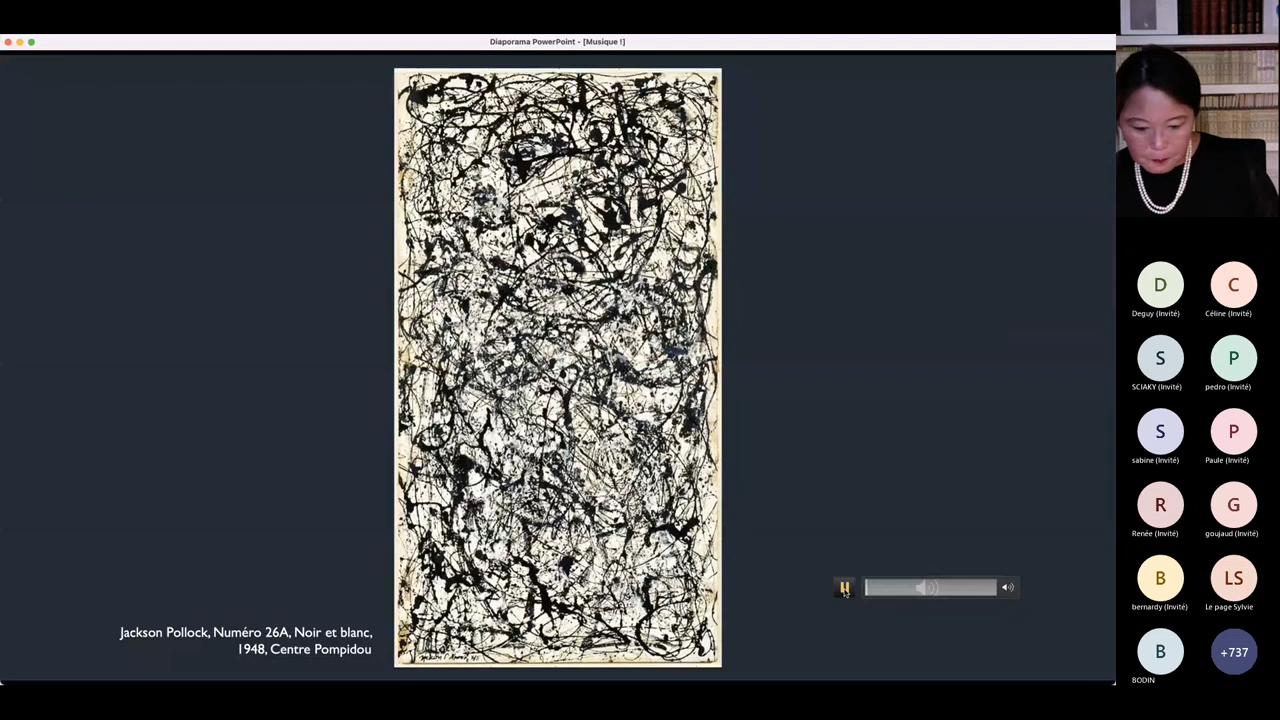 Diaporama PowerPoint - [Musique !]
Jackson Pollock, Numéro 26A, Noir et blanc,
1948, Centre Pompidou
D
C
Deguy (Invité)
Céline (Invité)
S
P
SCIAKY (Invité)
pedro (Invité)
S
P
sabine (Invité)
Paule (Invité)
R
G
Renée (Invité)
goujaud (Invité)
B
LS
bernardy (Invité)
Le page Sylvie
B
+737
BODIN